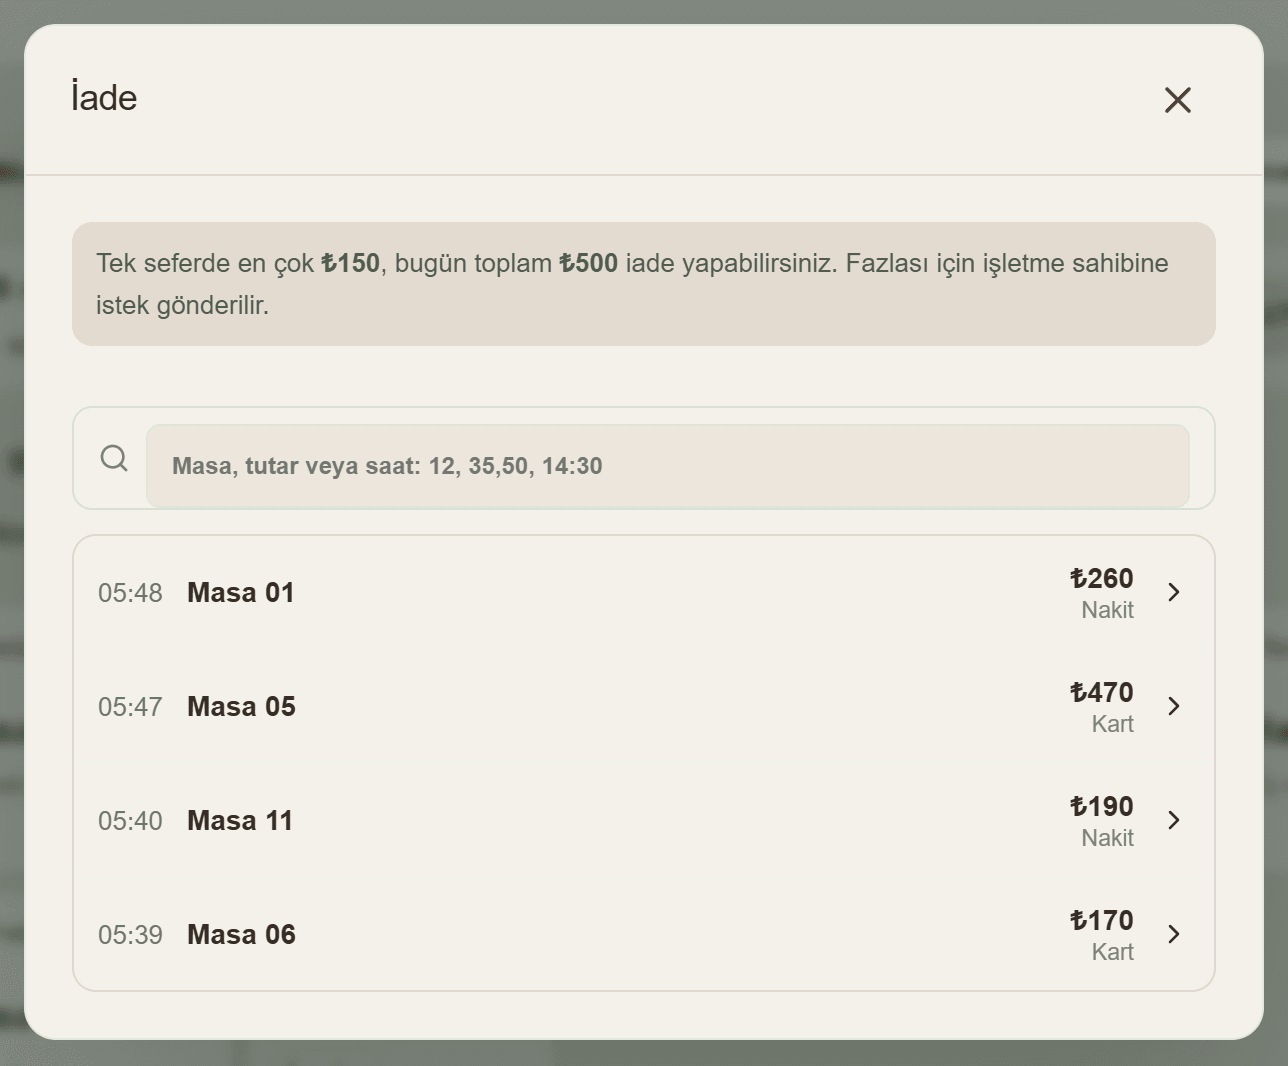 İade
Tek seferde en çok ₺150, bugün toplam ₺500 iade yapabilirsiniz. Fazlası için işletme sahibine
istek gönderilir.
Masa, tutar veya saat: 12, 35,50, 14:30
05:48 Masa 01 ₺260
Nakit
05:47 Masa 05 ₺470
Kart
05:40 Masa 11 ₺190
Nakit
05:39 Masa 06 ₺170
Kart